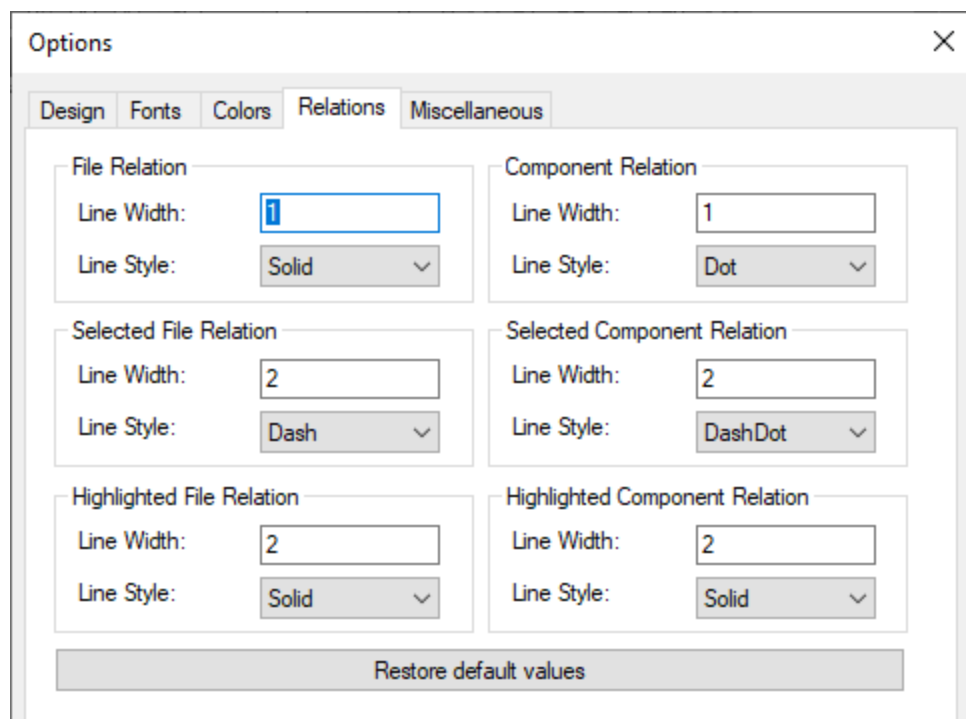 Options
Design Fonts Colors Relations Miscellaneous
File Relation
Line Width: 1
Line Style: Solid
Component Relation
Line Width: 1
Line Style: Dot
Selected File Relation
Line Width: 2
Line Style: Dash
Selected Component Relation
Line Width: 2
Line Style: DashDot
Highlighted File Relation
Line Width: 2
Line Style: Solid
Highlighted Component Relation
Line Width: 2
Line Style: Solid
Restore default values